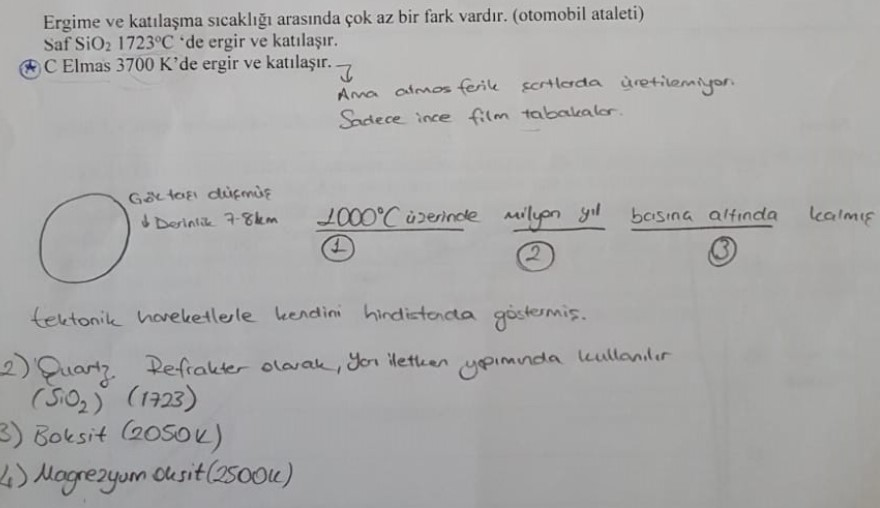 Ergime ve katılaşma sıcaklığı arasında çok az bir fark vardır. (otomobil ataleti)
Saf SiO₂ 1723⁰C ‘de ergir ve katılaşır.
C Elmas 3700 K’de ergir ve katılaşır.
Ama atmosferik şartlarda üretilemiyor.
Sadece ince film tabakalar.
Göktaşı düşmüş
↓ Derinlik 7-8km
1000°C üzerinde milyon yıl basınç altında kalmış
1 2 3
tektonik hareketlerle kendini hindistanda göstermiş.
2) Quartz Refrakter olarak, yarı iletken yapımında kullanılır
(SiO₂) (1723)
3) Boksit (2050K)
4) Magnezyum oksit (2500K)